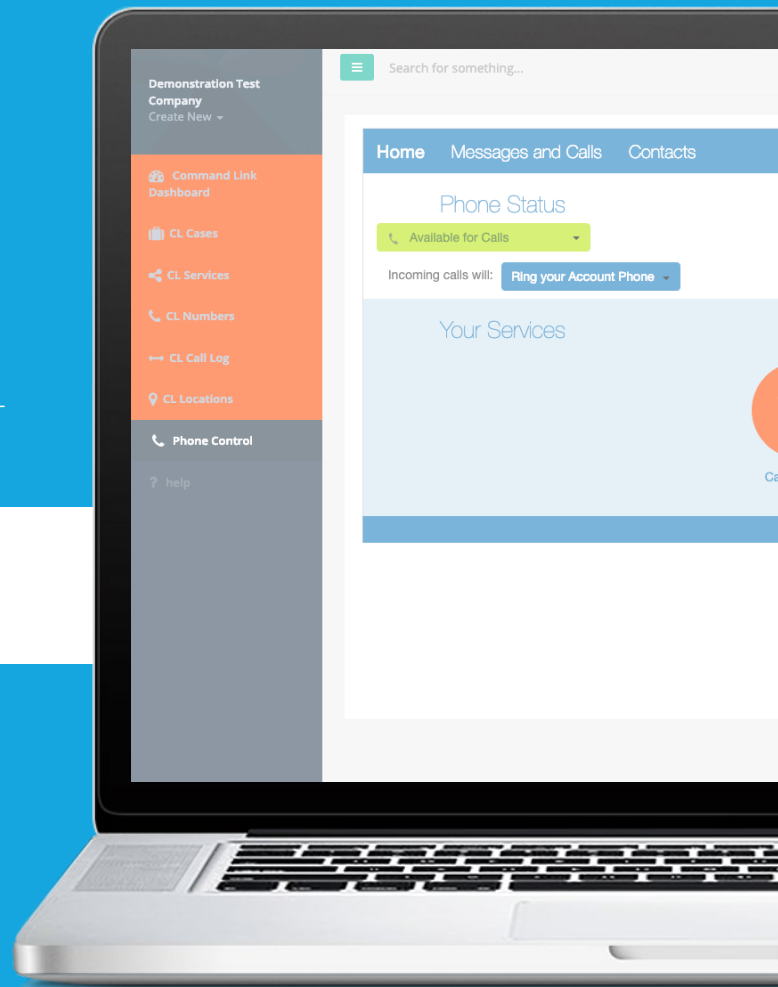 Demonstration Test
Company
Create New
Search for something...
Command Link
Dashboard
CL Cases
CL Services
CL Numbers
CL Call Log
CL Locations
Phone Control
? help
Home Messages and Calls Contacts
Phone Status
Available for Calls
Incoming calls will: Ring your Account Phone
Your Services
Ca